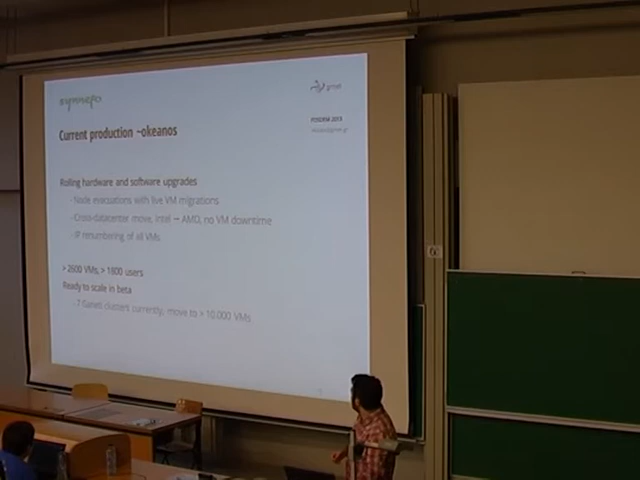 synnefo
grnet
Current production ~okeanos
FOSDEM 2013
Rolling hardware and software upgrades
- Node evacuations with live VM migrations
- Cross-datacenter move, Intel – AMD, no VM downtime
- IP renumbering of all VMs
> 2600 VMs, > 1800 users
Ready to scale in beta
- 7 Ganeti clusters currently, move to > 10 000 VMs